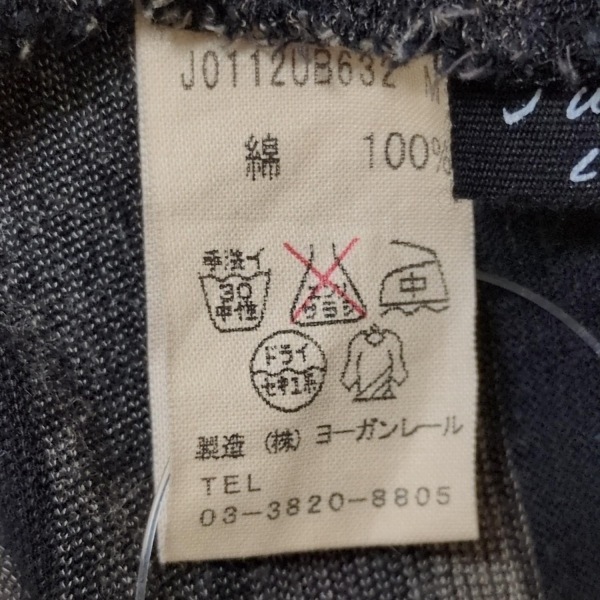 J0112UB632 M
綿 100%
手洗イ
30
中性
エンソ
サラシ
中
ドライ
セキユ系
製造 (株) ヨーガンレール
TEL
03-3820-8805